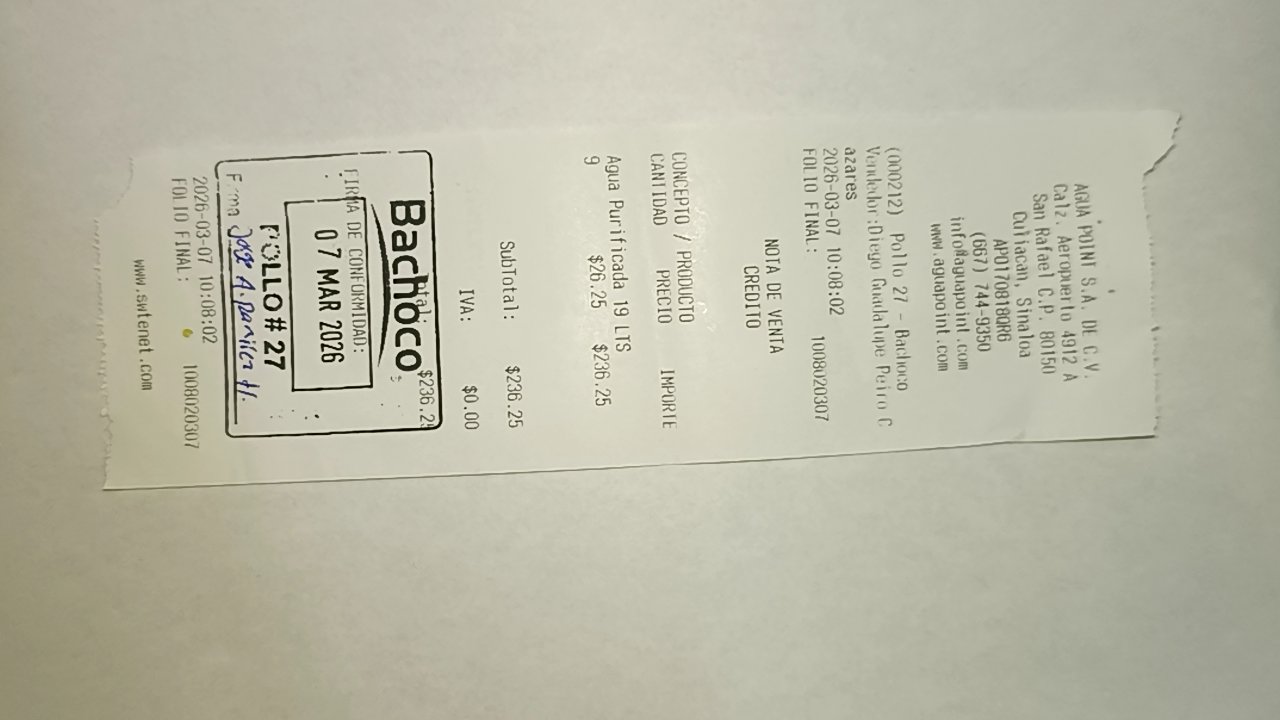 AGUA POINT S.A. DE C.V.
Calz. Aeropuerto 4912 A
San Rafael C.P. 80150
Culiacan, Sinaloa
APO170818QR6
(667) 744-9350
info@aguapoint.com
www.aguapoint.com
(000212) Pollo 27 - Bachoco
Vendedor:Diego Guadalupe Peiro C
azares
2026-03-07 10:08:02
FOLIO FINAL: 1008020307
NOTA DE VENTA
CREDITO
CONCEPTO / PRODUCTO
CANTIDAD PRECIO IMPORTE
Agua Purificada 19 LTS
9 $26.25 $236.25
SubTotal: $236.25
IVA: $0.00
$236.25
Bachoco
FIRMA DE CONFORMIDAD:
07 MAR 2026
POLLO # 27
Firma Jose A.
2026-03-07 10:08:02
FOLIO FINAL: 1008020307
www.swtenet.com